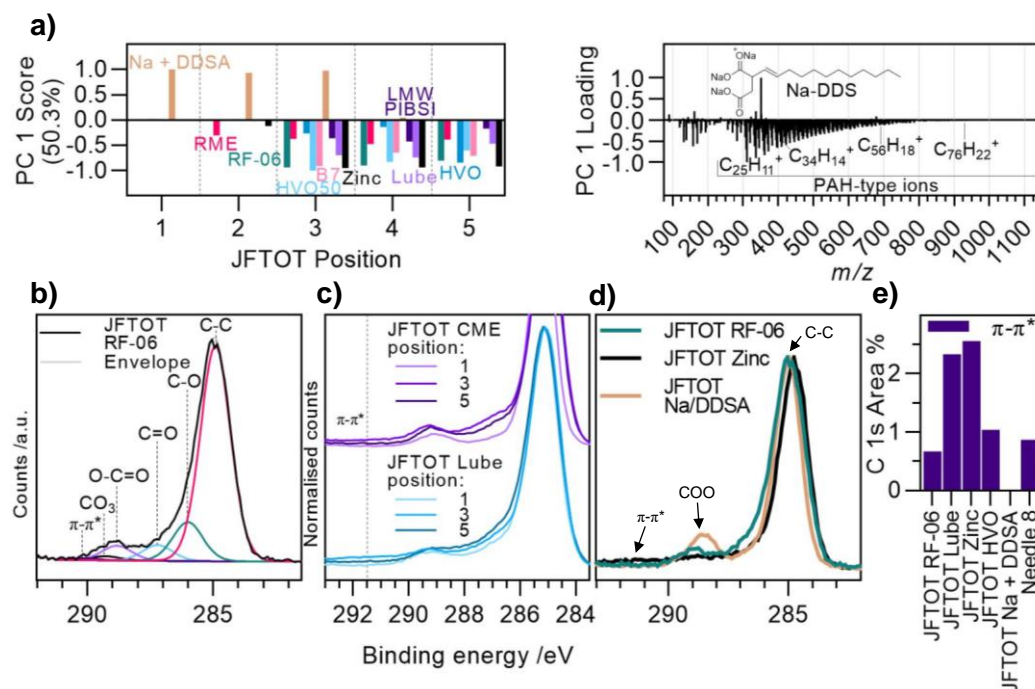 a)
PC 1 Score
(50.3%)
1.0
0.5
0.0
-0.5
-1.0
Na + DDSA
RME
RF-06
HVO50
B7
Zinc
LMW
PIBSI
Lube
HVO
1 2 3 4 5
JFTOT Position
PC 1 Loading
1.0
0.5
0.0
-0.5
-1.0
+
ONa
NaO
O
NaO
O
Na-DDS
C25H11+
C34H14+
C56H18+
C76H22+
PAH-type ions
100 200 300 400 500 600 700 800 900 1000 1100
m/z
b)
Counts /a.u.
JFTOT
RF-06
Envelope
C-C
C-O
C=O
O-C=O
CO3
π-π*
290 285
c)
Normalised counts
JFTOT CME
position:
1
3
5
π-π*
JFTOT Lube
position:
1
3
5
292 290 288 286 284
d)
JFTOT RF-06
JFTOT Zinc
JFTOT
Na/DDSA
C-C
COO
π-π*
290 285
Binding energy /eV
e)
C 1s Area %
π-π*
2
1
0
JFTOT RF-06
JFTOT Lube
JFTOT Zinc
JFTOT HVO
JFTOT Na + DDSA
Needle 8